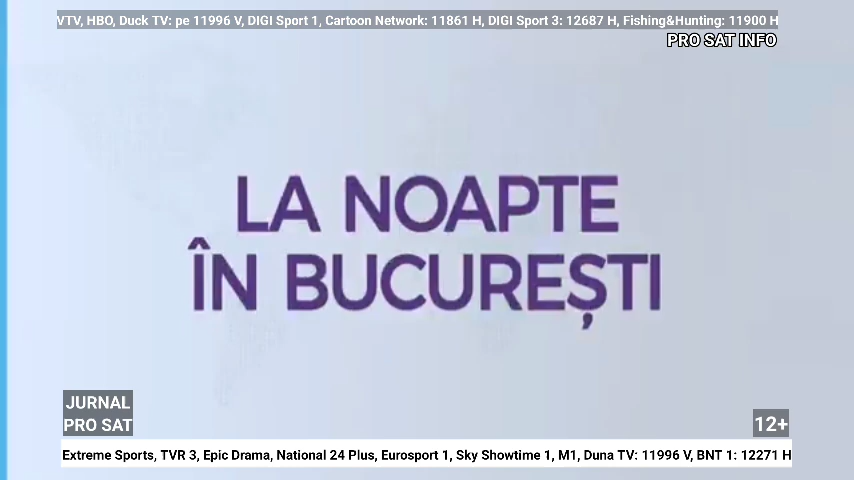 VTV, HBO, Duck TV: pe 11996 V, DIGI Sport 1, Cartoon Network: 11861 H, DIGI Sport 3: 12687 H, Fishing&Hunting: 11900 H
PRO SAT INFO
LA NOAPTE
ÎN BUCUREȘTI
JURNAL
PRO SAT
12+
Extreme Sports, TVR 3, Epic Drama, National 24 Plus, Eurosport 1, Sky Showtime 1, M1, Duna TV: 11996 V, BNT 1: 12271 H